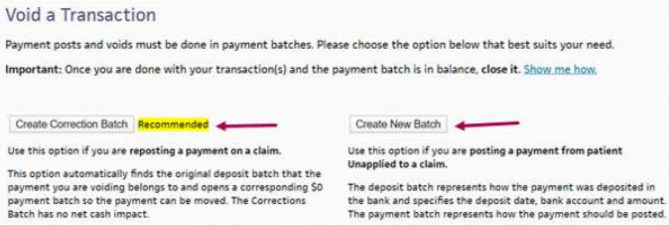 Void a Transaction
Payment posts and voids must be done in payment batches. Please choose the option below that best suits your need.
Important: Once you are done with your transaction(s) and the payment batch is in balance, close it. Show me how.
Create Correction Batch Recommended
Use this option if you are reposting a payment on a claim.
This option automatically finds the original deposit batch that the
payment you are voiding belongs to and opens a corresponding $0
payment batch so the payment can be moved. The Corrections
Batch has no net cash impact.
Create New Batch
Use this option if you are posting a payment from patient
Unapplied to a claim.
The deposit batch represents how the payment was deposited in
the bank and specifies the deposit date, bank account and amount.
The payment batch represents how the payment should be posted.